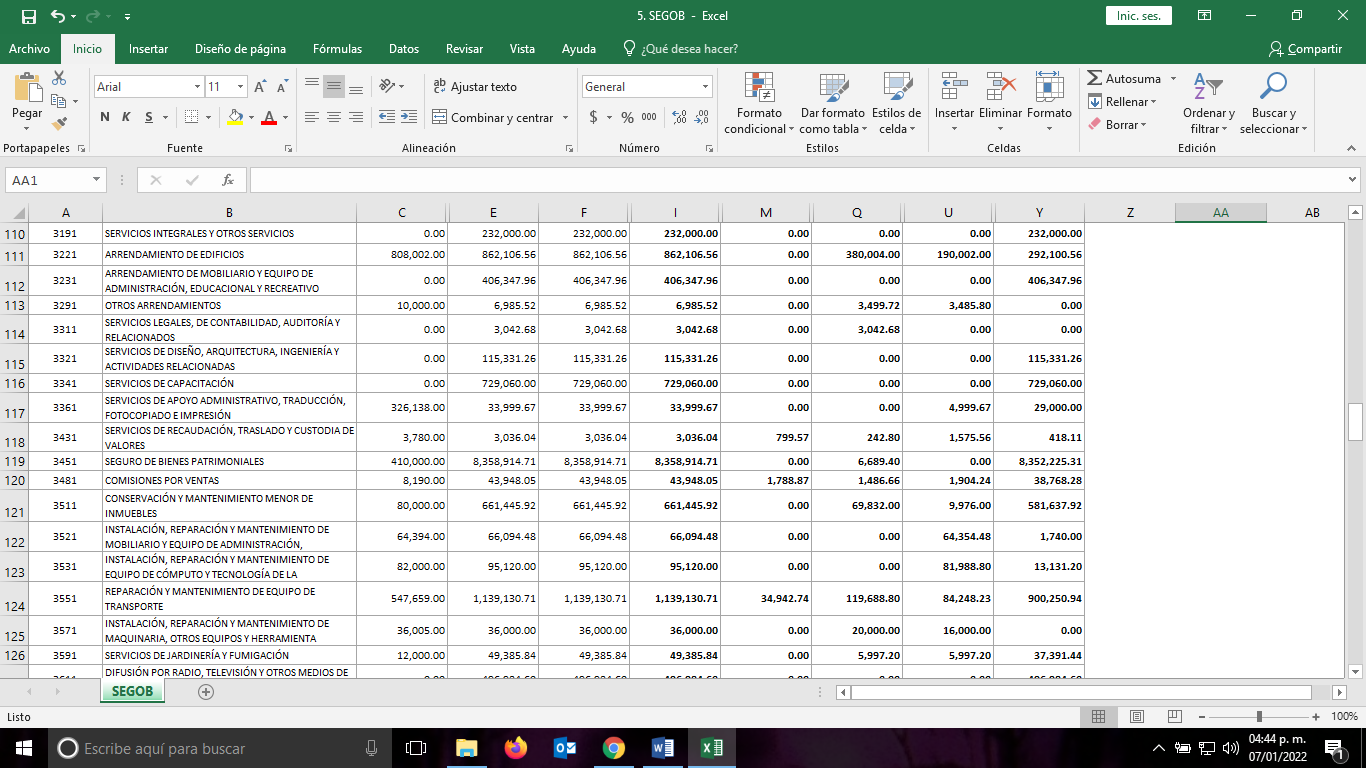 5. SEGOB - Excel
Inic. ses.
Archivo Inicio Insertar Diseño de página Fórmulas Datos Revisar Vista Ayuda ¿Qué desea hacer? Compartir
Pegar
Arial 11
N K S
Ajustar texto
Combinar y centrar
General
$ % 000
Formato condicional
Dar formato como tabla
Estilos de celda
Insertar Eliminar Formato
Autosuma
Rellenar
Borrar
Ordenar y filtrar
Buscar y seleccionar
Portapapeles Fuente Alineación Número Estilos Celdas Edición
AA1 fx
A B C E F I M Q U Y Z AA AB
110 3191 SERVICIOS INTEGRALES Y OTROS SERVICIOS 0.00 232,000.00 232,000.00 232,000.00 0.00 0.00 0.00 232,000.00
111 3221 ARRENDAMIENTO DE EDIFICIOS 808,002.00 862,106.56 862,106.56 862,106.56 0.00 380,004.00 190,002.00 292,100.56
112 3231 ARRENDAMIENTO DE MOBILIARIO Y EQUIPO DE
ADMINISTRACIÓN, EDUCACIONAL Y RECREATIVO 0.00 406,347.96 406,347.96 406,347.96 0.00 0.00 0.00 406,347.96
113 3291 OTROS ARRENDAMIENTOS 10,000.00 6,985.52 6,985.52 6,985.52 0.00 3,499.72 3,485.80 0.00
114 3311 SERVICIOS LEGALES, DE CONTABILIDAD, AUDITORÍA Y
RELACIONADOS 0.00 3,042.68 3,042.68 3,042.68 0.00 3,042.68 0.00 0.00
115 3321 SERVICIOS DE DISEÑO, ARQUITECTURA, INGENIERÍA Y
ACTIVIDADES RELACIONADAS 0.00 115,331.26 115,331.26 115,331.26 0.00 0.00 0.00 115,331.26
116 3341 SERVICIOS DE CAPACITACIÓN 0.00 729,060.00 729,060.00 729,060.00 0.00 0.00 0.00 729,060.00
117 3361 SERVICIOS DE APOYO ADMINISTRATIVO, TRADUCCIÓN,
FOTOCOPIADO E IMPRESIÓN 326,138.00 33,999.67 33,999.67 33,999.67 0.00 0.00 4,999.67 29,000.00
118 3431 SERVICIOS DE RECAUDACIÓN, TRASLADO Y CUSTODIA DE
VALORES 3,780.00 3,036.04 3,036.04 3,036.04 799.57 242.80 1,575.56 418.11
119 3451 SEGURO DE BIENES PATRIMONIALES 410,000.00 8,358,914.71 8,358,914.71 8,358,914.71 0.00 6,689.40 0.00 8,352,225.31
120 3481 COMISIONES POR VENTAS 8,190.00 43,948.05 43,948.05 43,948.05 1,788.87 1,486.66 1,904.24 38,768.28
121 3511 CONSERVACIÓN Y MANTENIMIENTO MENOR DE
INMUEBLES 80,000.00 661,445.92 661,445.92 661,445.92 0.00 69,832.00 9,976.00 581,637.92
122 3521 INSTALACIÓN, REPARACIÓN Y MANTENIMIENTO DE
MOBILIARIO Y EQUIPO DE ADMINISTRACIÓN, 64,394.00 66,094.48 66,094.48 66,094.48 0.00 0.00 64,354.48 1,740.00
123 3531 INSTALACIÓN, REPARACIÓN Y MANTENIMIENTO DE
EQUIPO DE CÓMPUTO Y TECNOLOGÍA DE LA 82,000.00 95,120.00 95,120.00 95,120.00 0.00 0.00 81,988.80 13,131.20
124 3551 REPARACIÓN Y MANTENIMIENTO DE EQUIPO DE
TRANSPORTE 547,659.00 1,139,130.71 1,139,130.71 1,139,130.71 34,942.74 119,688.80 84,248.23 900,250.94
125 3571 INSTALACIÓN, REPARACIÓN Y MANTENIMIENTO DE
MAQUINARIA, OTROS EQUIPOS Y HERRAMIENTA 36,005.00 36,000.00 36,000.00 36,000.00 0.00 20,000.00 16,000.00 0.00
126 3591 SERVICIOS DE JARDINERÍA Y FUMIGACIÓN 12,000.00 49,385.84 49,385.84 49,385.84 0.00 5,997.20 5,997.20 37,391.44
DIFUSIÓN POR RADIO, TELEVISIÓN Y OTROS MEDIOS DE
SEGOB
Listo 100%
Escribe aquí para buscar
04:44 p. m.
07/01/2022
1